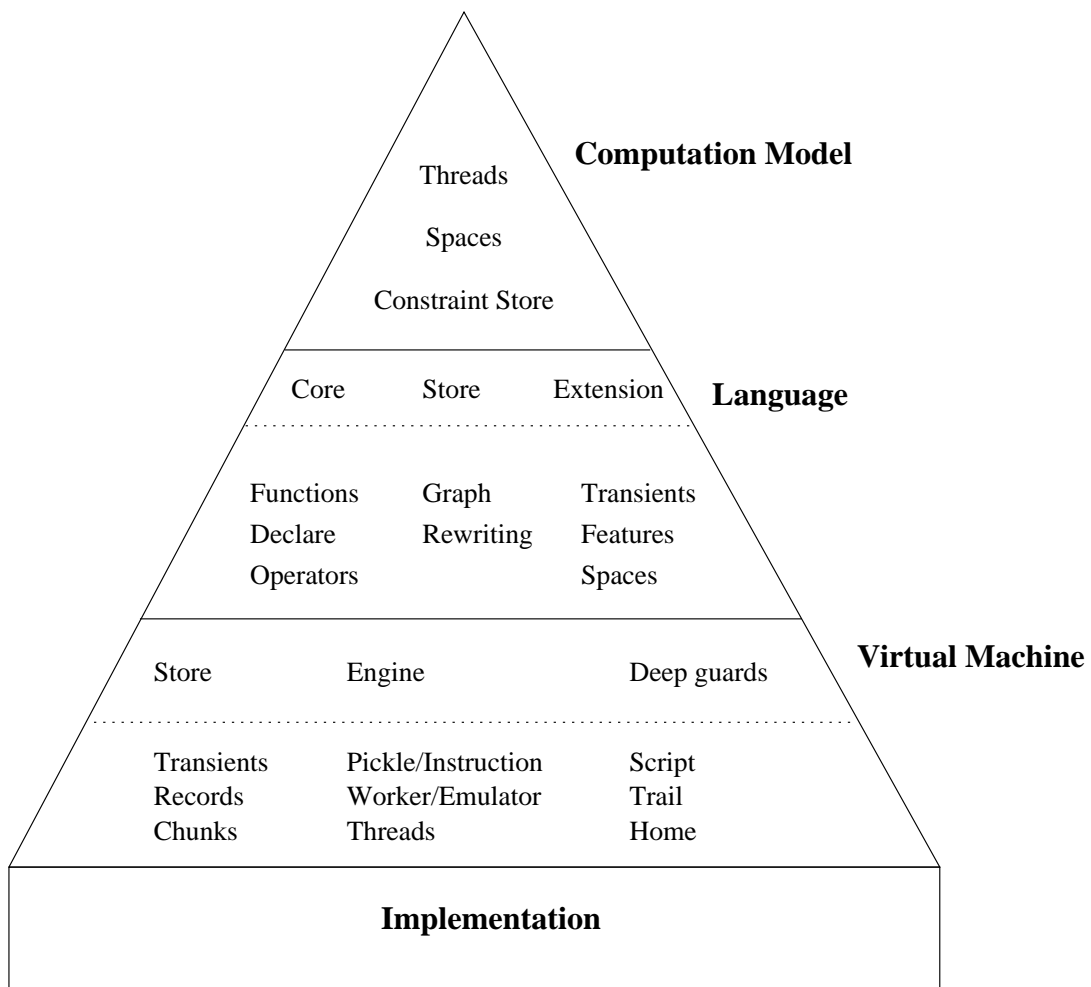 Computation Model
Threads
Spaces
Constraint Store
Core Store Extension
Language
Functions Graph Transients
Declare Rewriting Features
Operators Spaces
Virtual Machine
Store Engine Deep guards
Transients Pickle/Instruction Script
Records Worker/Emulator Trail
Chunks Threads Home
Implementation